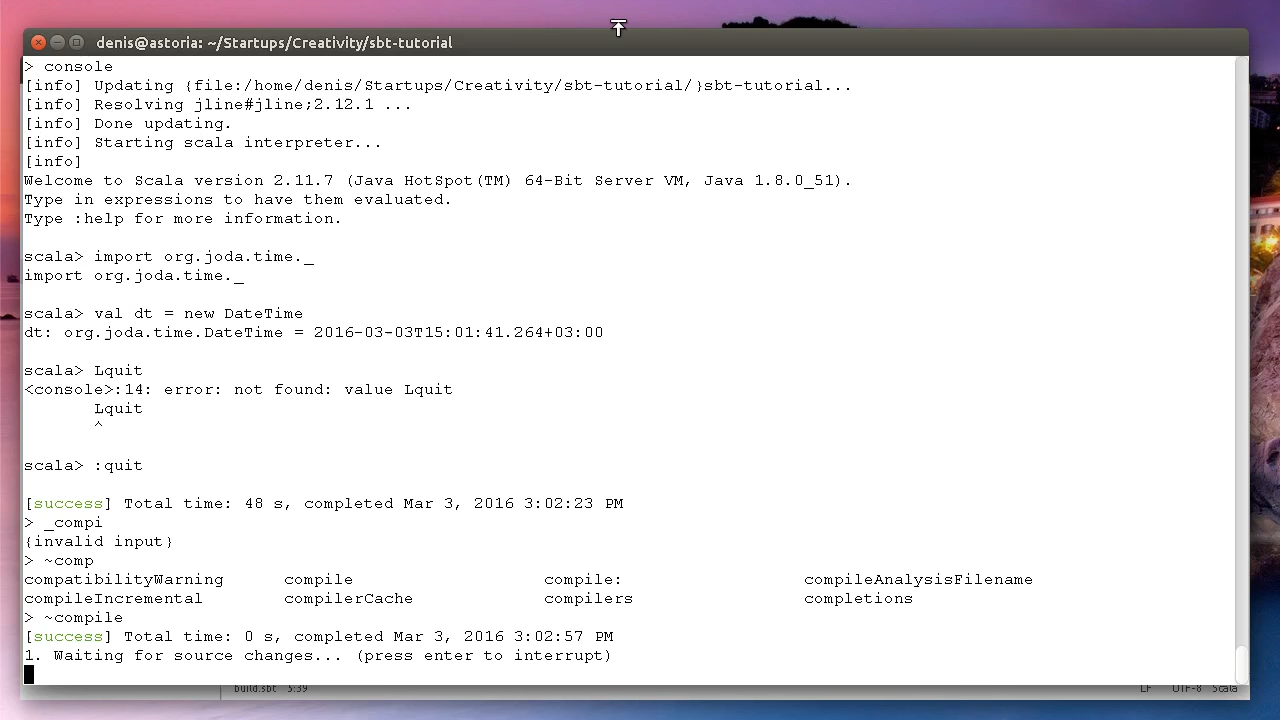 denis@astoria: ~/Startups/Creativity/sbt-tutorial
> console
[info] Updating {file:/home/denis/Startups/Creativity/sbt-tutorial/}sbt-tutorial...
[info] Resolving jline#jline;2.12.1 ...
[info] Done updating.
[info] Starting scala interpreter...
[info]
Welcome to Scala version 2.11.7 (Java HotSpot(TM) 64-Bit Server VM, Java 1.8.0_51).
Type in expressions to have them evaluated.
Type :help for more information.
scala> import org.joda.time._
import org.joda.time._
scala> val dt = new DateTime
dt: org.joda.time.DateTime = 2016-03-03T15:01:41.264+03:00
scala> Lquit
<console>:14: error: not found: value Lquit
Lquit
^
scala> :quit
[success] Total time: 48 s, completed Mar 3, 2016 3:02:23 PM
> _compi
{invalid input}
> ~comp
compatibilityWarning compile compile: compileAnalysisFilename
compileIncremental compilerCache compilers completions
> ~compile
[success] Total time: 0 s, completed Mar 3, 2016 3:02:57 PM
1. Waiting for source changes... (press enter to interrupt)
build.sbt 5:39 LF UTF-8 Scala